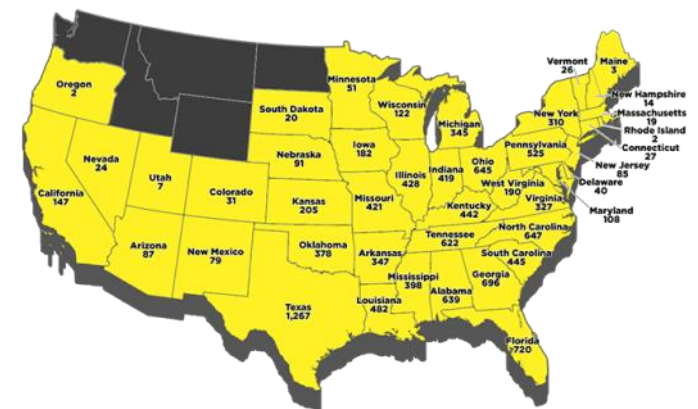 Vermont
26
Maine
3
Oregon
2
Minnesota
51
New Hampshire
14
South Dakota
20
Wisconsin
122
Michigan
345
New York
310
Massachusetts
19
Rhode Island
2
Connecticut
27
Nebraska
91
Iowa
182
Illinois
428
Indiana
419
Ohio
645
Pennsylvania
525
New Jersey
85
Nevada
24
Utah
7
Colorado
31
Kansas
205
Missouri
421
West Virginia
190
Virginia
327
Delaware
40
Maryland
108
California
147
Kentucky
442
Arizona
87
New Mexico
79
Oklahoma
378
Arkansas
347
Tennessee
622
North Carolina
647
South Carolina
445
Texas
1,267
Louisiana
482
Mississippi
398
Alabama
639
Georgia
696
Florida
720